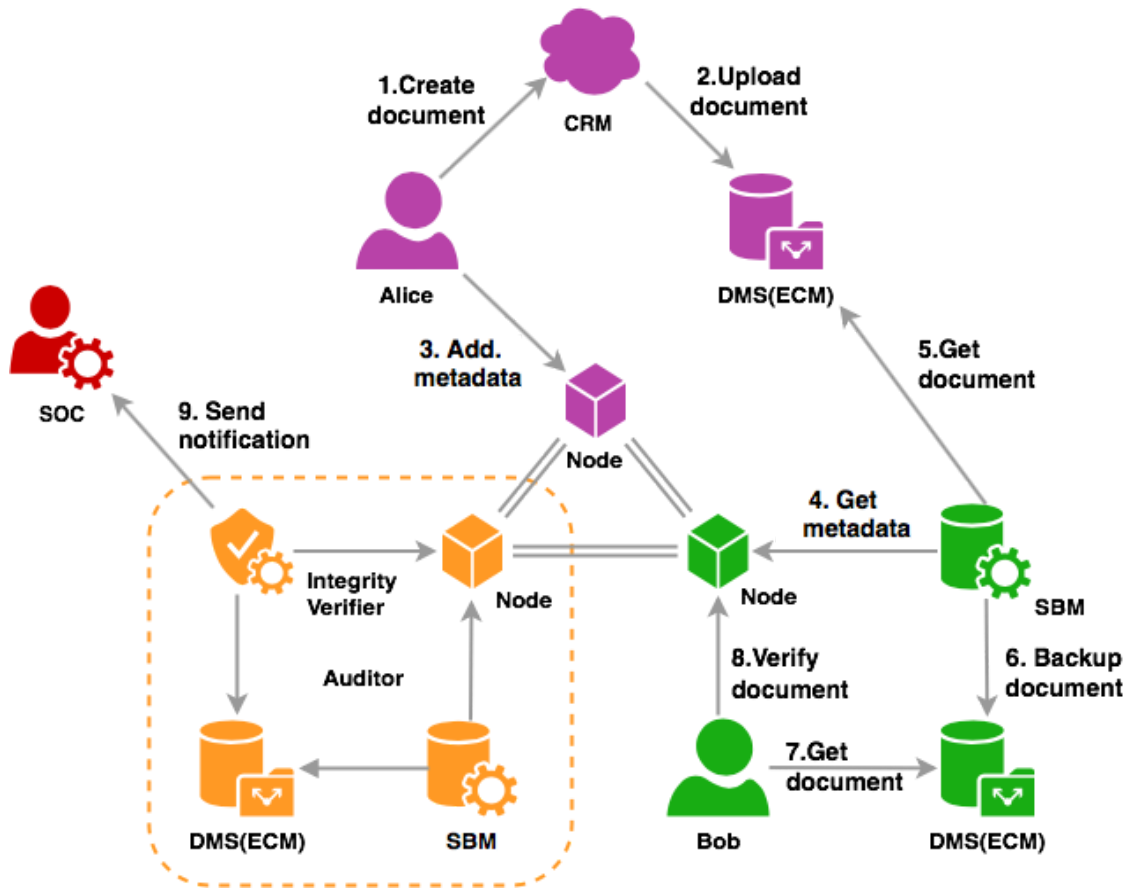 1.Create
document
2.Upload
document
CRM
Alice
DMS(ECM)
3. Add.
metadata
5.Get
document
SOC
9. Send
notification
Node
4. Get
metadata
Integrity
Verifier
Node
Node
SBM
Auditor
8.Verify
document
6. Backup
document
7.Get
document
DMS(ECM)
SBM
Bob
DMS(ECM)